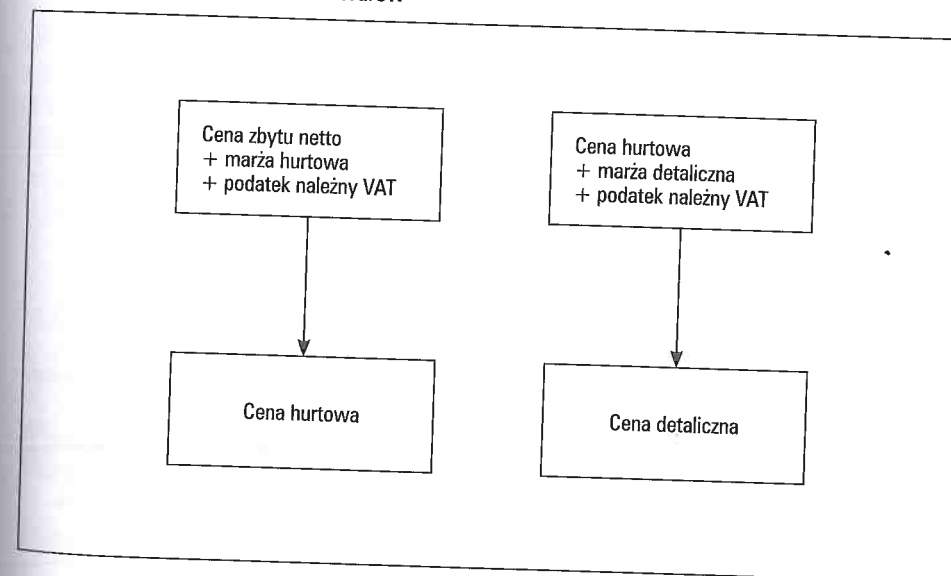 Cena zbytu netto
+ marża hurtowa
+ podatek należny VAT
Cena hurtowa
+ marża detaliczna
+ podatek należny VAT
Cena hurtowa
Cena detaliczna